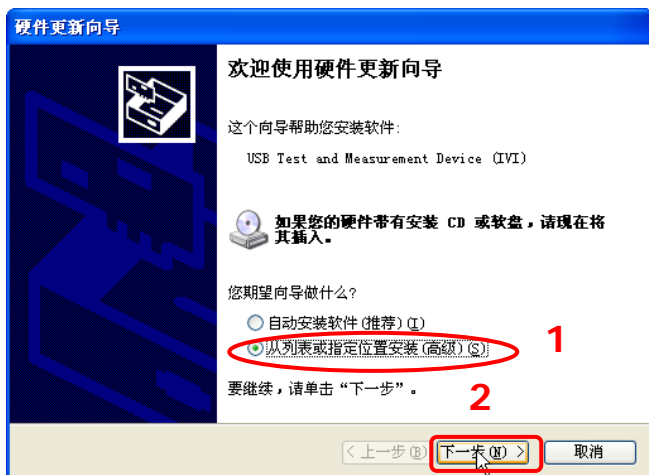 硬件更新向导
欢迎使用硬件更新向导
这个向导帮助您安装软件:
USB Test and Measurement Device (IVI)
如果您的硬件带有安装 CD 或软盘，请现在将
其插入。
您期望向导做什么?
自动安装软件(推荐)(I)
从列表或指定位置安装(高级)(S)
1
要继续，请单击“下一步”。
2
< 上一步(B)
下一步(N) >
取消